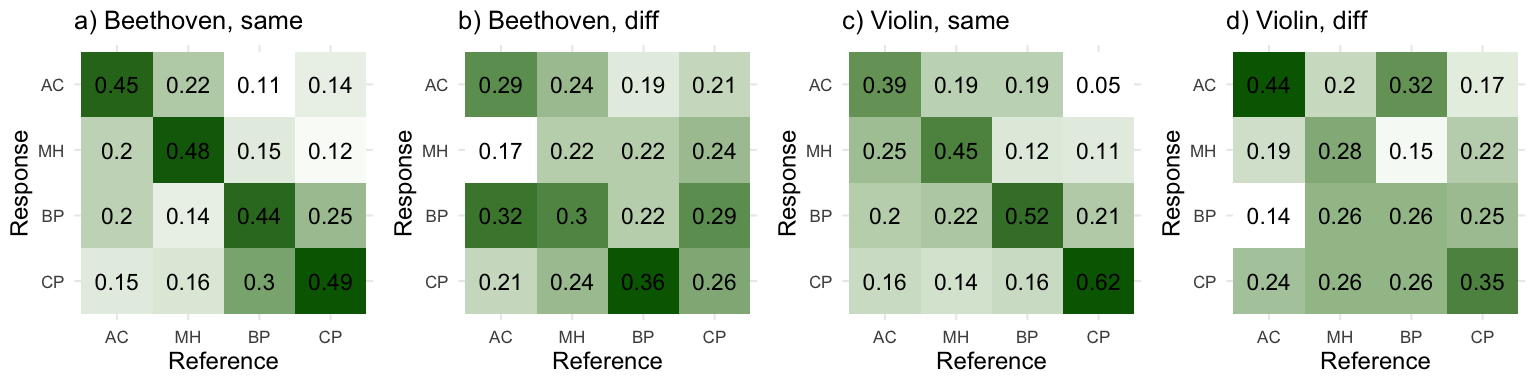 a) Beethoven, same
Response
AC 0.45 0.22 0.11 0.14
MH 0.2 0.48 0.15 0.12
BP 0.2 0.14 0.44 0.25
CP 0.15 0.16 0.3 0.49
AC MH BP CP
Reference
b) Beethoven, diff
Response
AC 0.29 0.24 0.19 0.21
MH 0.17 0.22 0.22 0.24
BP 0.32 0.3 0.22 0.29
CP 0.21 0.24 0.36 0.26
AC MH BP CP
Reference
c) Violin, same
Response
AC 0.39 0.19 0.19 0.05
MH 0.25 0.45 0.12 0.11
BP 0.2 0.22 0.52 0.21
CP 0.16 0.14 0.16 0.62
AC MH BP CP
Reference
d) Violin, diff
Response
AC 0.44 0.2 0.32 0.17
MH 0.19 0.28 0.15 0.22
BP 0.14 0.26 0.26 0.25
CP 0.24 0.26 0.26 0.35
AC MH BP CP
Reference